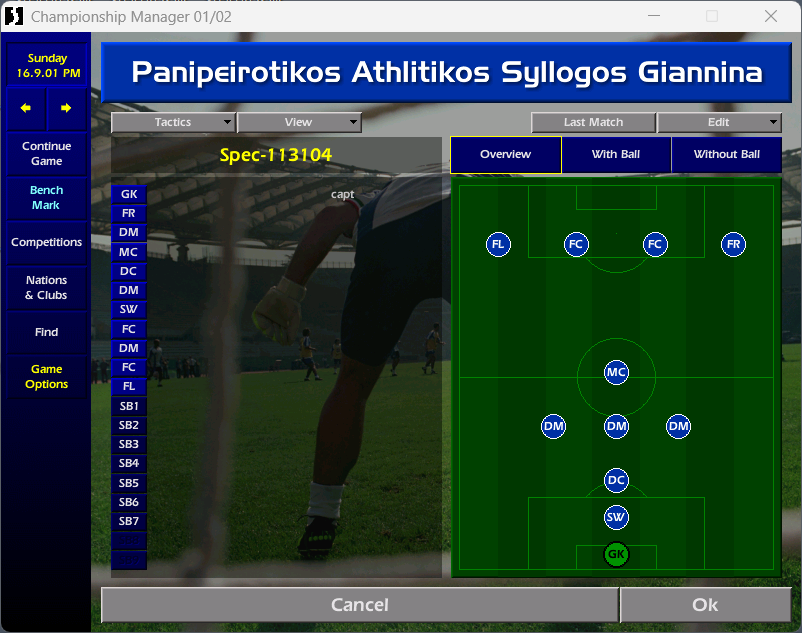 Championship Manager 01/02
Sunday
16.9.01 PM
Continue
Game
Bench
Mark
Competitions
Nations
& Clubs
Find
Game
Options
Panipeirotikos Athlitikos Syllogos Giannina
Tactics View Last Match Edit
Spec-113104
Overview With Ball Without Ball
GK capt
FR
DM
MC
DC
DM
SW
FC
DM
FC
FL
SB1
SB2
SB3
SB4
SB5
SB6
SB7
FL FC FC FR
MC
DM DM DM
DC
SW
GK
Cancel Ok